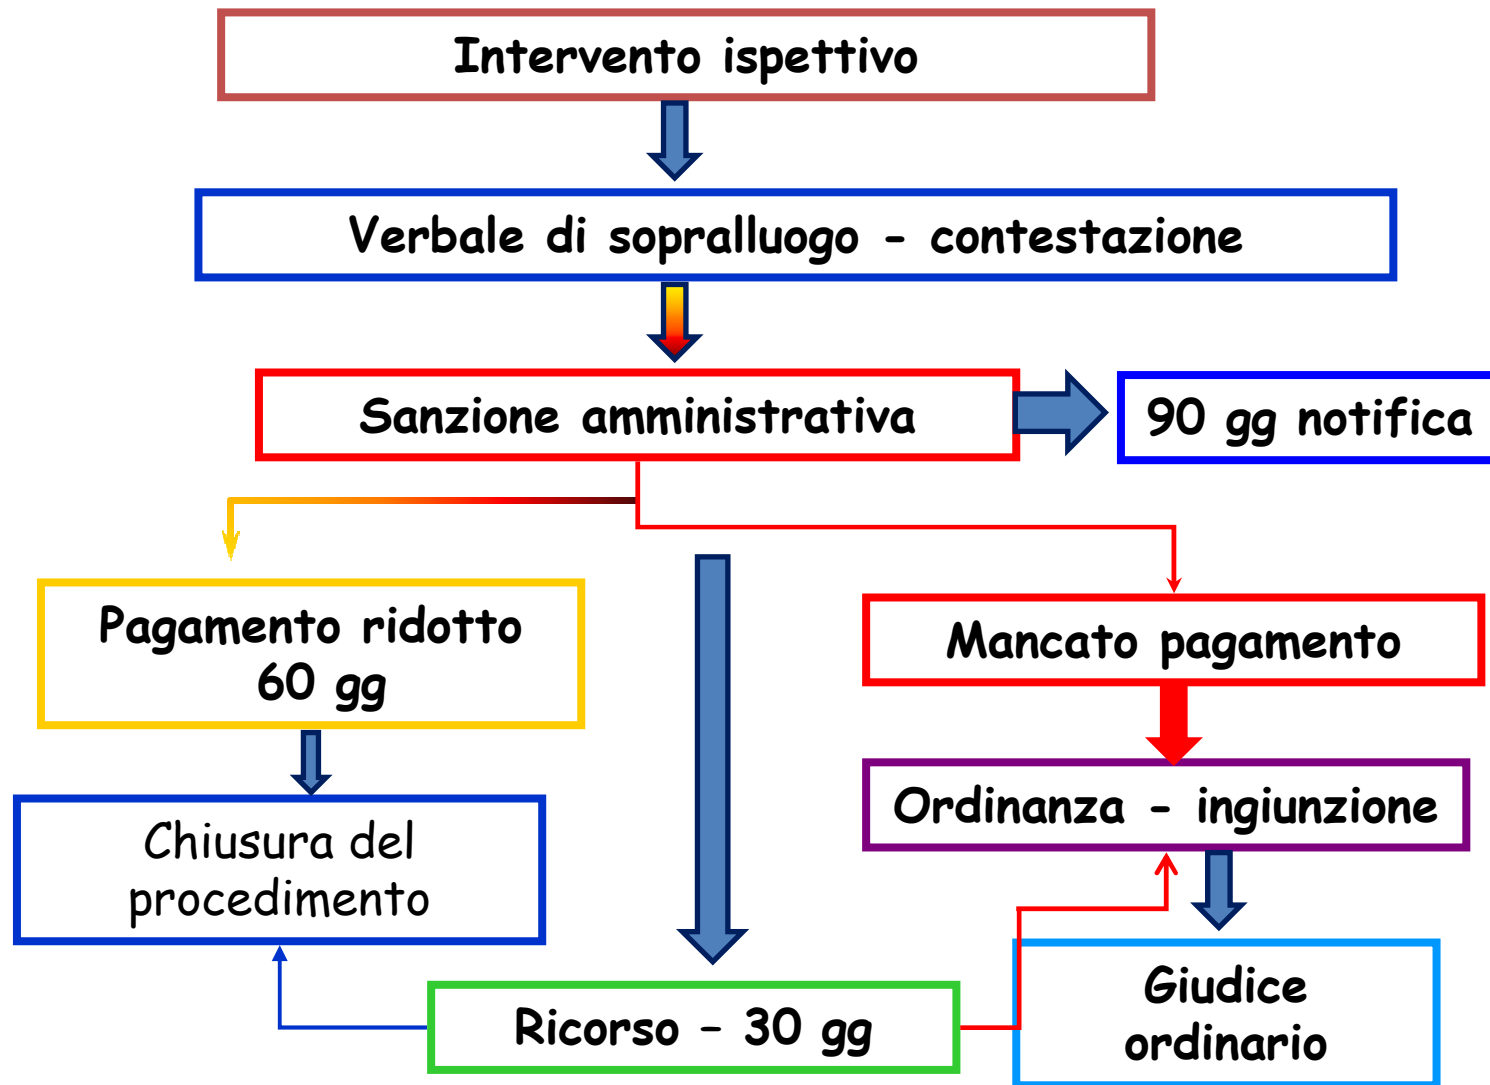 Intervento ispettivo
Verbale di sopralluogo - contestazione
Sanzione amministrativa
90 gg notifica
Pagamento ridotto
60 gg
Mancato pagamento
Ordinanza - ingiunzione
Chiusura del
procedimento
Ricorso – 30 gg
Giudice
ordinario